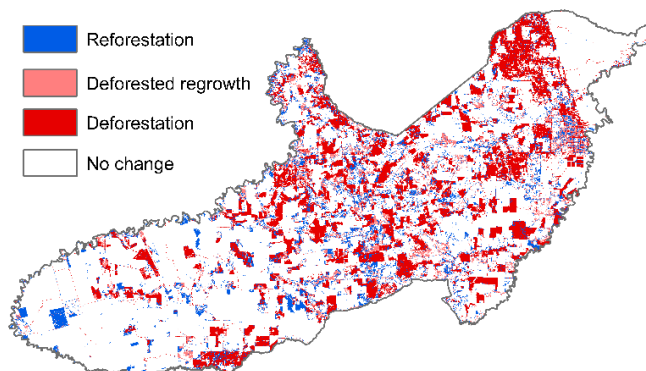 Reforestation
Deforested regrowth
Deforestation
No change